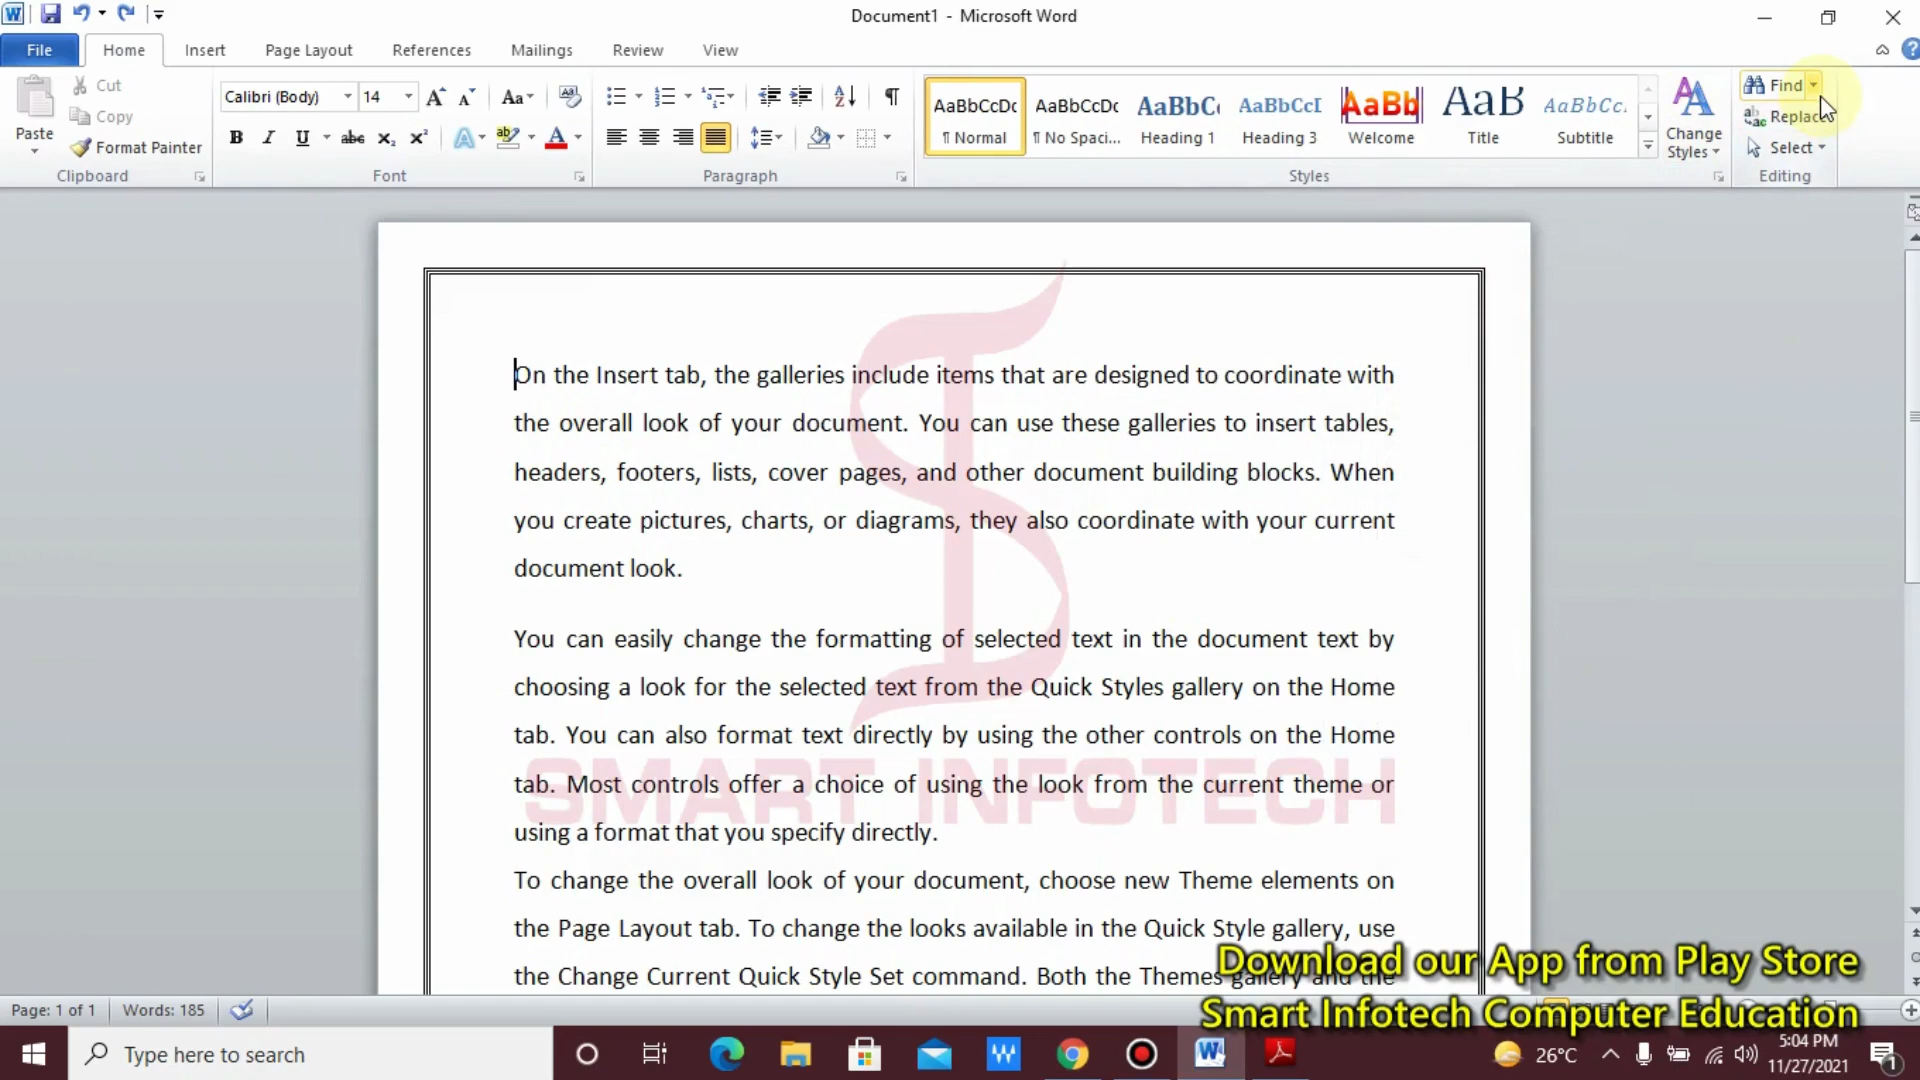 Document1 - Microsoft Word
File Home Insert Page Layout References Mailings Review View
Paste
Cut
Copy
Format Painter
Clipboard
Calibri (Body) 14
Font
Paragraph
AaBbCcDc AaBbCcDc AaBbC( AaBbCcI AaBb AaB AaBbCc.
¶ Normal ¶ No Spaci... Heading 1 Heading 3 Welcome Title Subtitle
Styles
Change
Styles
Find
Replace
Select
Editing
On the Insert tab, the galleries include items that are designed to coordinate with
the overall look of your document. You can use these galleries to insert tables,
headers, footers, lists, cover pages, and other document building blocks. When
you create pictures, charts, or diagrams, they also coordinate with your current
document look.
You can easily change the formatting of selected text in the document text by
choosing a look for the selected text from the Quick Styles gallery on the Home
tab. You can also format text directly by using the other controls on the Home
tab. Most controls offer a choice of using the look from the current theme or
using a format that you specify directly.
SMART INFOTECH
To change the overall look of your document, choose new Theme elements on
the Page Layout tab. To change the looks available in the Quick Style gallery, use
the Change Current Quick Style Set command. Both the Themes gallery and the
Download our App from Play Store
Smart Infotech Computer Education
Page: 1 of 1 Words: 185
Type here to search
26°C
5:04 PM
11/27/2021
1